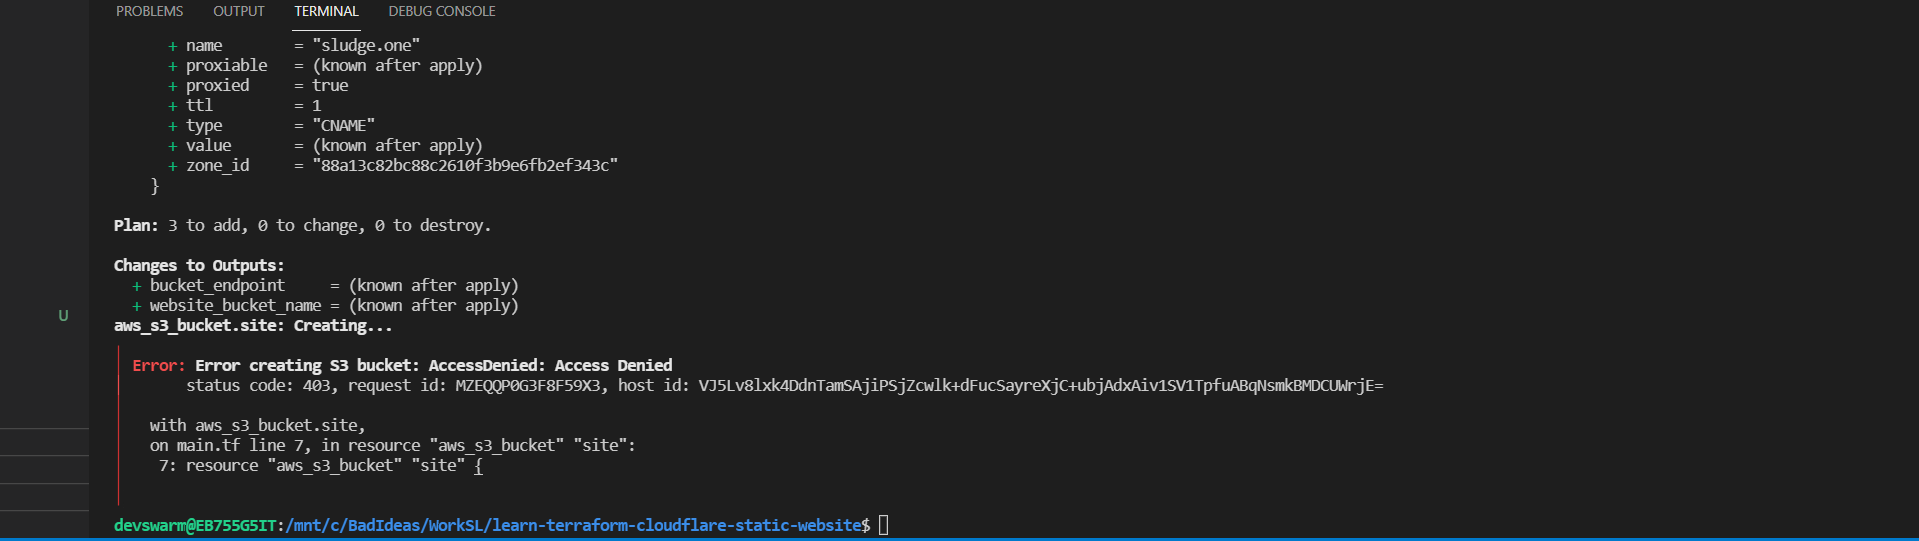 PROBLEMS OUTPUT TERMINAL DEBUG CONSOLE
+ name = "sludge.one"
+ proxiable = (known after apply)
+ proxied = true
+ ttl = 1
+ type = "CNAME"
+ value = (known after apply)
+ zone_id = "88a13c82bc88c2610f3b9e6fb2ef343c"
}
Plan: 3 to add, 0 to change, 0 to destroy.
Changes to Outputs:
+ bucket_endpoint = (known after apply)
+ website_bucket_name = (known after apply)
U
aws_s3_bucket.site: Creating...
Error: Error creating S3 bucket: AccessDenied: Access Denied
status code: 403, request id: MZEQQP0G3F8F59X3, host id: VJ5Lv8lxk4DdnTamSAjiPSjZcwlk+dFucSayreXjC+ubjAdxAiv1SV1TpfuABqNsmkBMDCUWrjE=
with aws_s3_bucket.site,
on main.tf line 7, in resource "aws_s3_bucket" "site":
7: resource "aws_s3_bucket" "site" {
devswarm@EB755G5IT:/mnt/c/BadIdeas/WorkSL/learn-terraform-cloudflare-static-website$